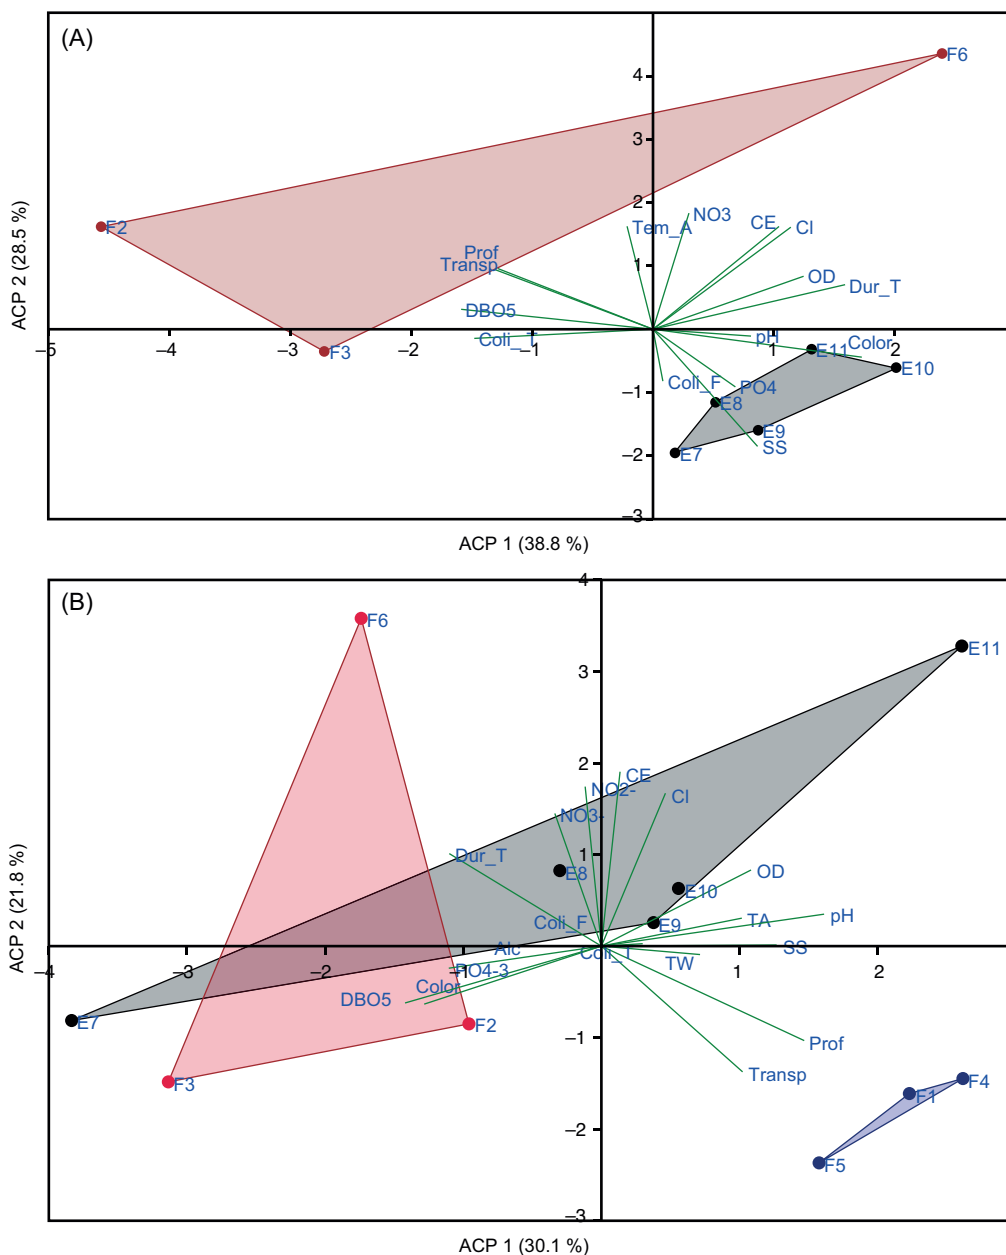 (A)
4
3
2
1
–1
–2
–3
–5
–4
–3
–2
–1
1
2
F6
F2
F3
NO3
Tem_A
CE
Cl
Prof
Transp
OD
Dur_T
DBO5
Coli_T
pH
Color
E11
E10
Coli_F
PO4
E8
E9
SS
E7
ACP 2 (28.5 %)
ACP 1 (38.8 %)
(B)
4
3
2
1
–1
–2
–3
–4
–3
–2
–1
1
2
F6
E11
CE
NO2-
Cl
NO3-
Dur_T
E8
OD
E10
Coli_F
E9
TA
pH
Alc
Coli_T
SS
TW
PO4-3
Color
DBO5
E7
F2
Prof
F3
Transp
F4
F1
F5
ACP 2 (21.8 %)
ACP 1 (30.1 %)